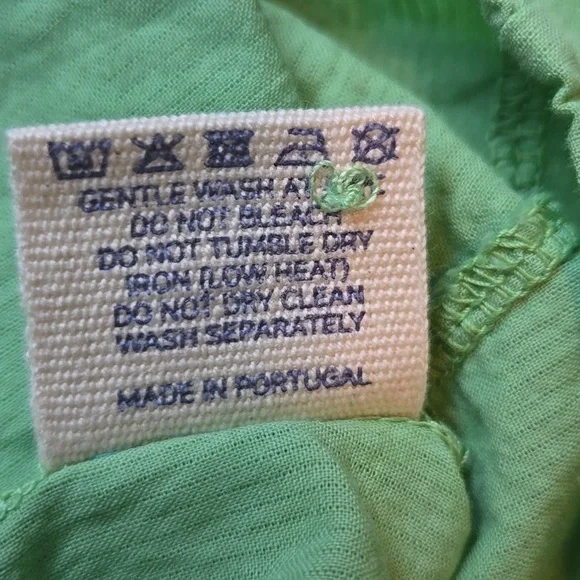 GENTLE WASH AT
DO NOT BLEACH
DO NOT TUMBLE DRY
IRON (LOW HEAT)
DO NOT DRY CLEAN
WASH SEPARATELY
MADE IN PORTUGAL